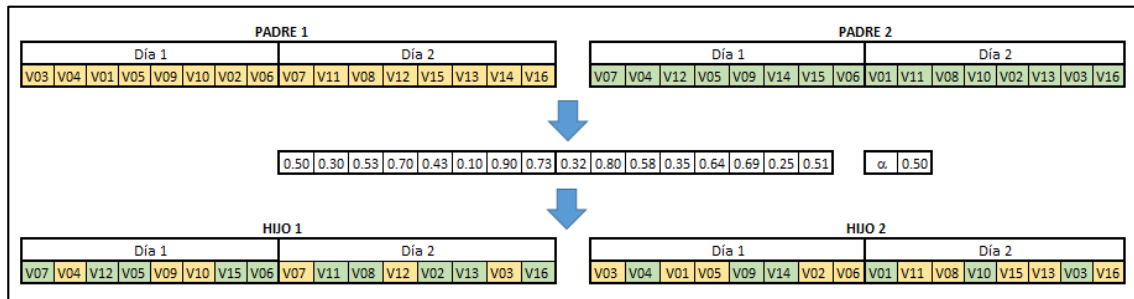 PADRE 1 PADRE 2
Día 1 Día 2 Día 1 Día 2
V03 V04 V01 V05 V09 V10 V02 V06 V07 V11 V08 V12 V15 V13 V14 V16 V07 V04 V12 V05 V09 V14 V15 V06 V01 V11 V08 V10 V02 V13 V03 V16
0.50 0.30 0.53 0.70 0.43 0.10 0.90 0.73 0.32 0.80 0.58 0.35 0.64 0.69 0.25 0.51 α 0.50
HIJO 1 HIJO 2
Día 1 Día 2 Día 1 Día 2
V07 V04 V12 V05 V09 V10 V15 V06 V07 V11 V08 V12 V02 V13 V03 V16 V03 V04 V01 V05 V09 V14 V02 V06 V01 V11 V08 V10 V15 V13 V03 V16